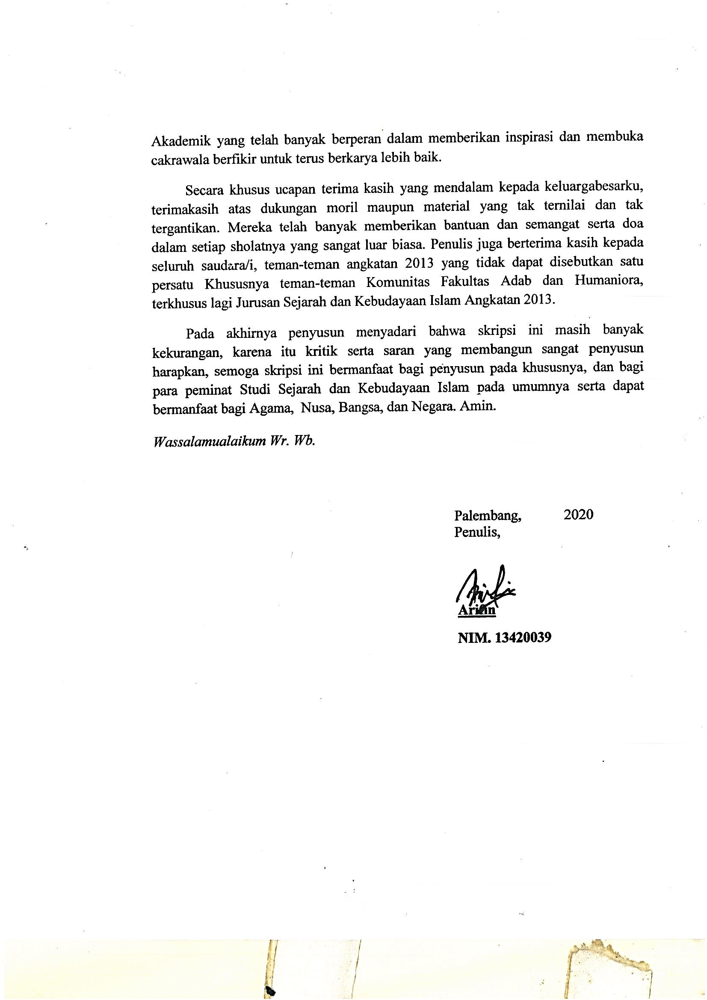 Akademik yang telah banyak berperan dalam memberikan inspirasi dan membuka
cakrawala berfikir untuk terus berkarya lebih baik.
Secara khusus ucapan terima kasih yang mendalam kepada keluargabesarku,
terimakasih atas dukungan moril maupun material yang tak ternilai dan tak
tergantikan. Mereka telah banyak memberikan bantuan dan semangat serta doa
dalam setiap sholatnya yang sangat luar biasa. Penulis juga berterima kasih kepada
seluruh saudara/i, teman-teman angkatan 2013 yang tidak dapat disebutkan satu
persatu Khususnya teman-teman Komunitas Fakultas Adab dan Humaniora,
terkhusus lagi Jurusan Sejarah dan Kebudayaan Islam Angkatan 2013.
Pada akhirnya penyusun menyadari bahwa skripsi ini masih banyak
kekurangan, karena itu kritik serta saran yang membangun sangat penyusun
harapkan, semoga skripsi ini bermanfaat bagi penyusun pada khususnya, dan bagi
para peminat Studi Sejarah dan Kebudayaan Islam pada umumnya serta dapat
bermanfaat bagi Agama, Nusa, Bangsa, dan Negara. Amin.
Wassalamualaikum Wr. Wb.
Palembang, 2020
Penulis,
Arifin
NIM. 13420039